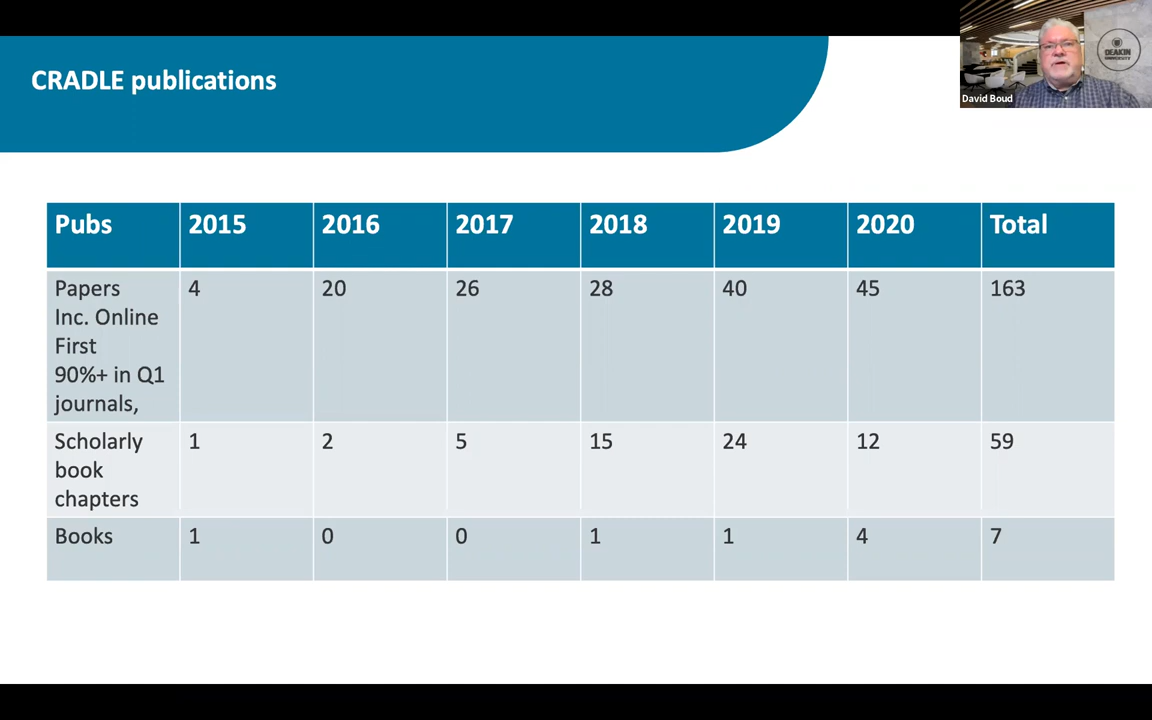 CRADLE publications
DEAKIN
UNIVERSITY
David Boud
Pubs 2015 2016 2017 2018 2019 2020 Total
Papers 4 20 26 28 40 45 163
Inc. Online
First
90%+ in Q1
journals,
Scholarly 1 2 5 15 24 12 59
book
chapters
Books 1 0 0 1 1 4 7